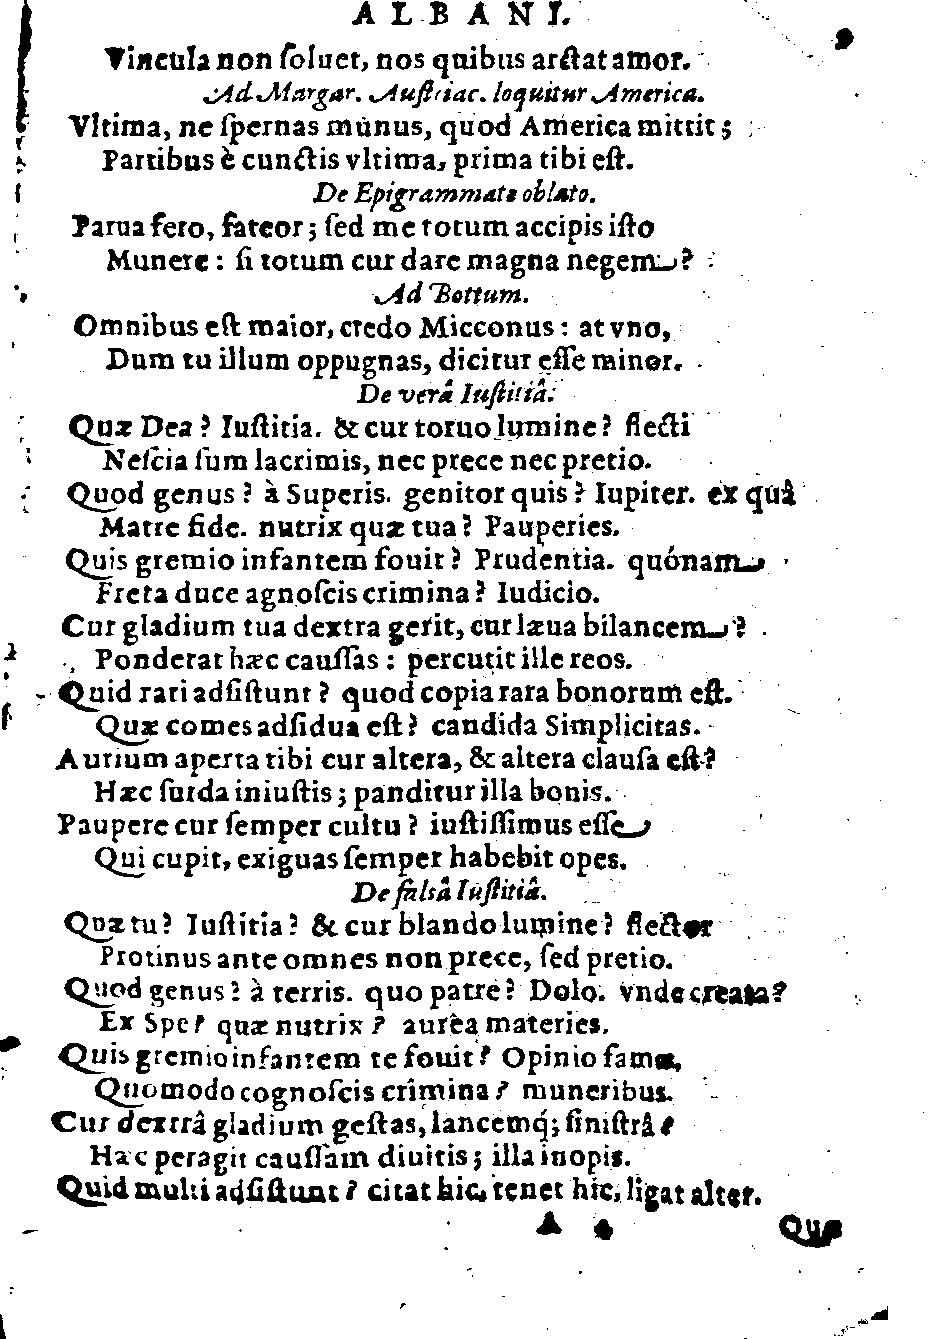 ALBANI. 9
Vincula non ſoluet, nos quibus arctat amor.
Ad Margar. Auſtriac. loquitur America.
Vltima, ne ſpernas munus, quod America mittit;
Partibus è cunctis vltima, prima tibi eſt.
De Epigrammate oblato.
Parua fero, fateor; ſed me totum accipis iſto
Munere: ſi totum cur dare magna negem?
Ad Bottum.
Omnibus eſt maior, credo Micconus: at vno,
Dum tu illum oppugnas, dicitur eſſe minor.
De verâ Iuſtitiâ.
Quæ Dea? Iuſtitia. & cur toruo lumine? flecti
Neſcia ſum lacrimis, nec prece nec pretio.
Quod genus? à Superis. genitor quis? Iupiter. ex quâ
Matre fide. nutrix quæ tua? Pauperies.
Quis gremio infantem fouit? Prudentia. quónam
Freta duce agnoſcis crimina? Iudicio.
Cur gladium tua dextra gerit, cur læua bilancem?
Ponderat hæc cauſſas: percutit ille reos.
Quid rari adſiſtunt? quod copia rara bonorum eſt.
Quæ comes adſidua eſt? candida Simplicitas.
Aurium aperta tibi cur altera, & altera clauſa eſt?
Hæc ſurda iniuſtis; panditur illa bonis.
Paupere cur ſemper cultu? iuſtiſſimus eſſe
Qui cupit, exiguas ſemper habebit opes.
De falsâ Iuſtitiâ.
Quæ tu? Iuſtitia? & cur blando lumine? flector
Protinus ante omnes non prece, ſed pretio.
Quod genus? à terris. quo patre? Dolo. vnde creata?
Ex Spe? quæ nutrix? aurea materies.
Quis gremio infantem te fouit? Opinio famæ,
Quomodo cognoſcis crimina? muneribus.
Cur dextrâ gladium geſtas, lancemq́; ſiniſtrâ?
Hæc peragit cauſſam diuitis; illa inopis.
Quid multi adſiſtunt? citat hic, tenet hic, ligat alter.
A Quæ